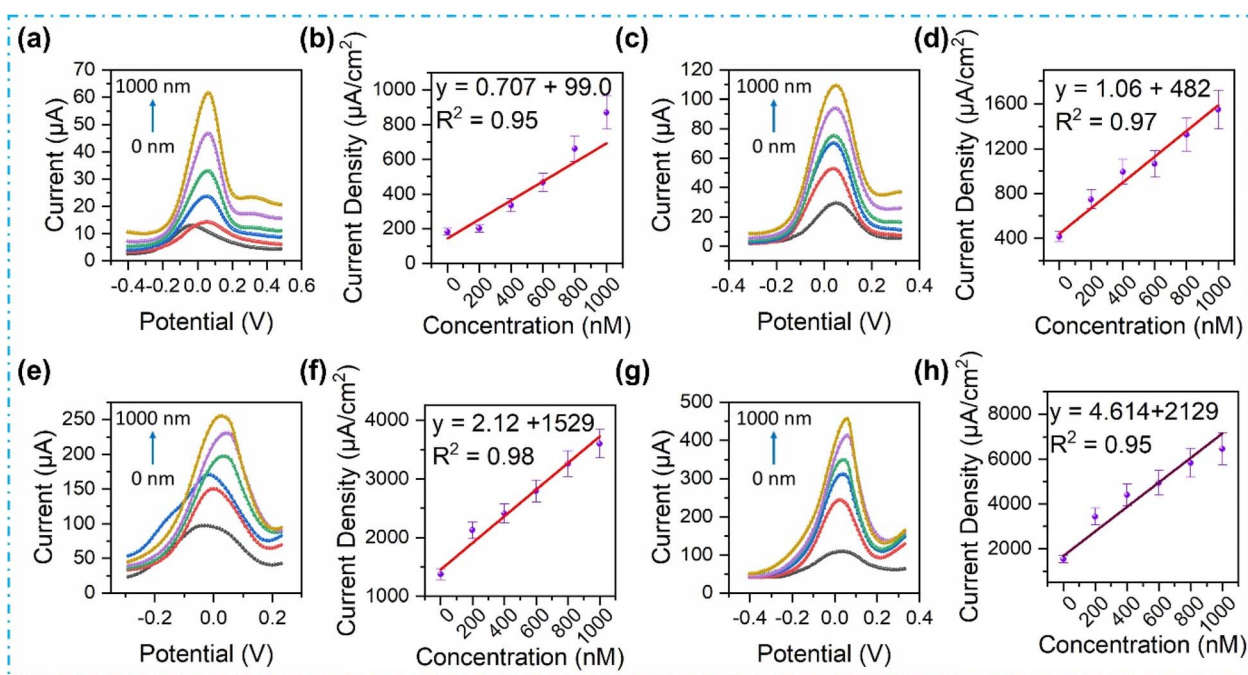 (a)
70
60
50
40
30
20
10
0
Current (µA)
1000 nm
0 nm
-0.4
-0.2
0.0
0.2
0.4
0.6
Potential (V)
(b)
1000
800
600
400
200
0
Current Density (µA/cm²)
y = 0.707 + 99.0
R² = 0.95
0
200
400
600
800
1000
Concentration (nM)
(c)
120
100
80
60
40
20
0
Current (µA)
1000 nm
0 nm
-0.4
-0.2
0.0
0.2
0.4
Potential (V)
(d)
1600
1200
800
400
Current Density (µA/cm²)
y = 1.06 + 482
R² = 0.97
0
200
400
600
800
1000
Concentration (nM)
(e)
250
200
150
100
50
0
Current (µA)
1000 nm
0 nm
-0.2
0.0
0.2
Potential (V)
(f)
4000
3000
2000
1000
Current Density (µA/cm²)
y = 2.12 +1529
R² = 0.98
0
200
400
600
800
1000
Concentration (nM)
(g)
500
400
300
200
100
0
Current (µA)
1000 nm
0 nm
-0.4
-0.2
0.0
0.2
Potential (V)
(h)
8000
6000
4000
2000
Current Density (µA/cm²)
y = 4.614+2129
R² = 0.95
0
200
400
600
800
1000
Concentration (nM)